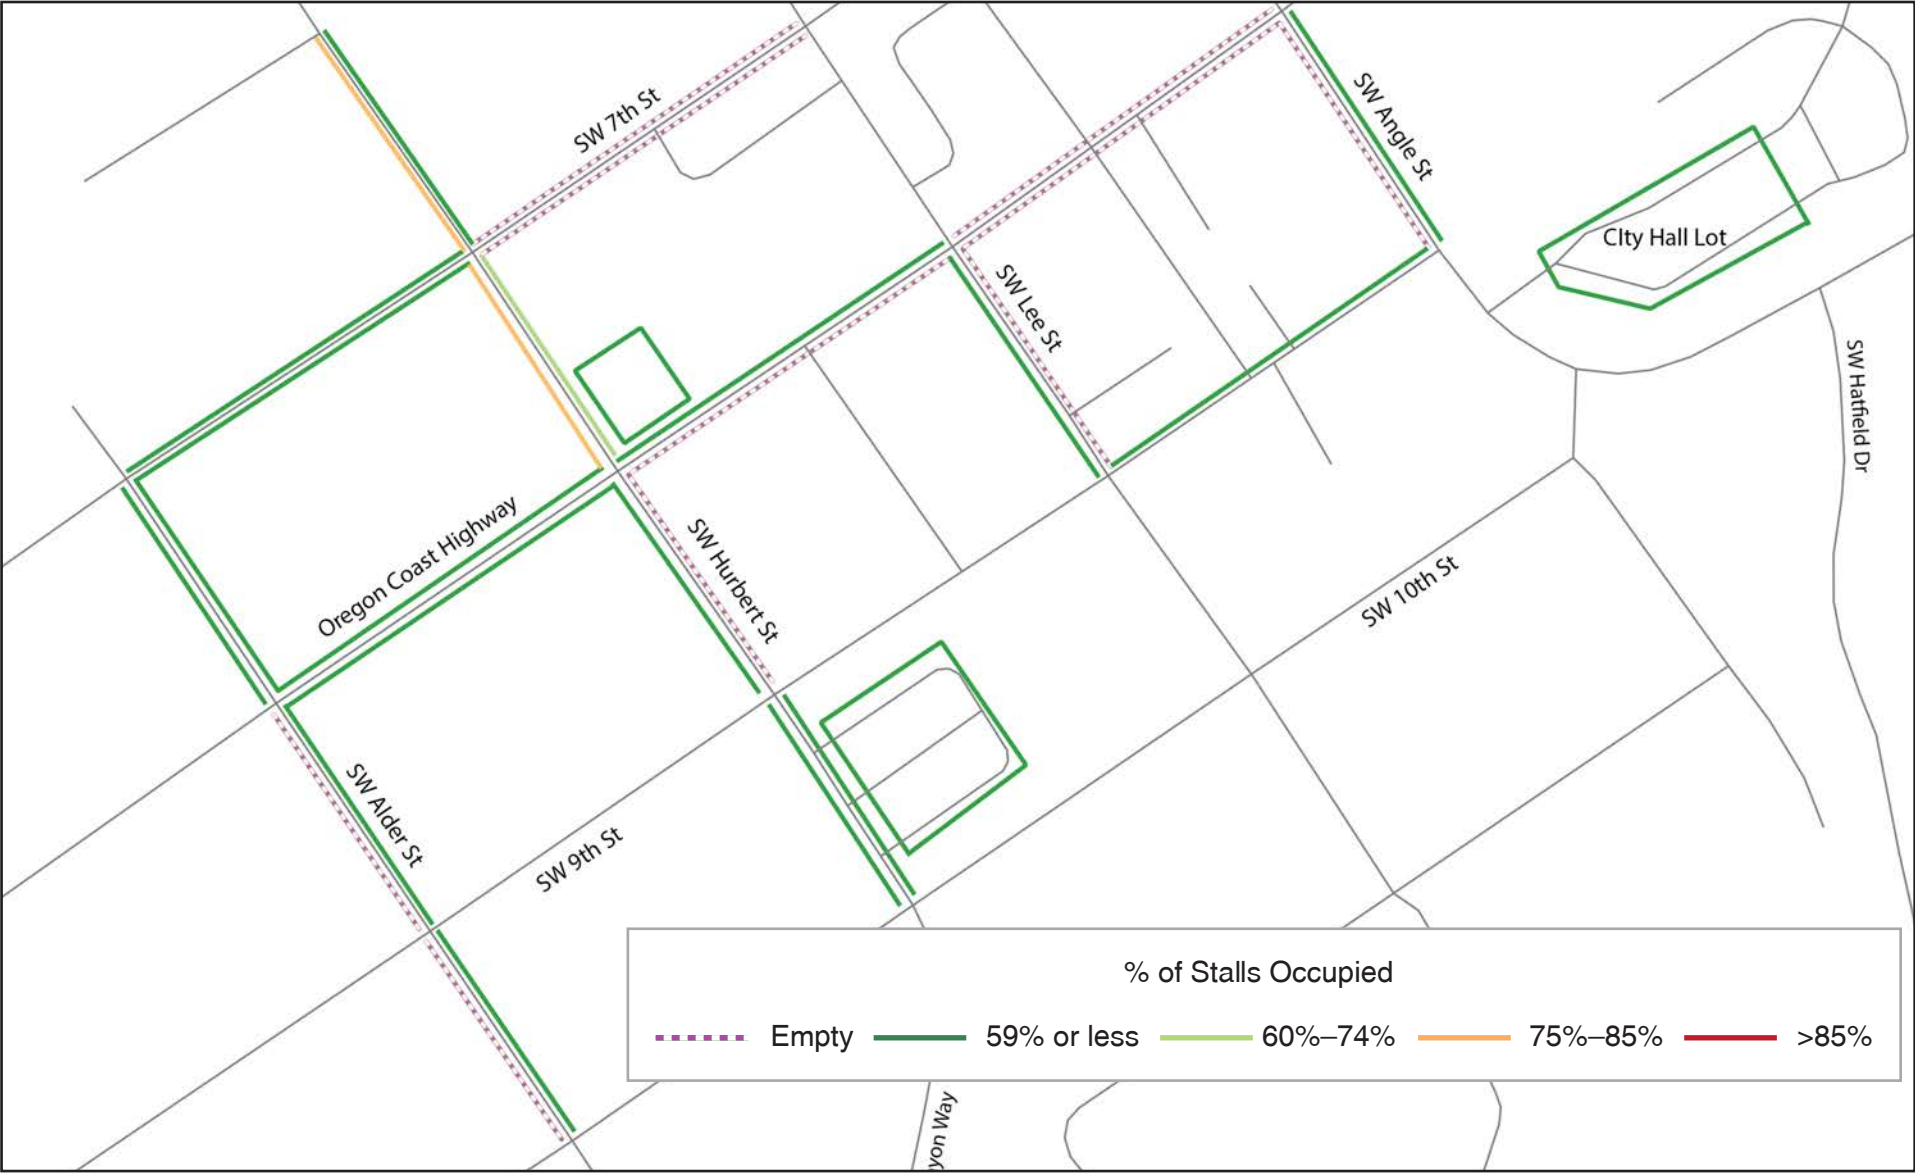 SW 7th St
SW Angle St
CIty Hall Lot
SW Lee St
SW Hatfield Dr
Oregon Coast Highway
SW Hurbert St
SW 10th St
SW Alder St
SW 9th St
% of Stalls Occupied
Empty 59% or less 60%–74% 75%–85% >85%
yon Way